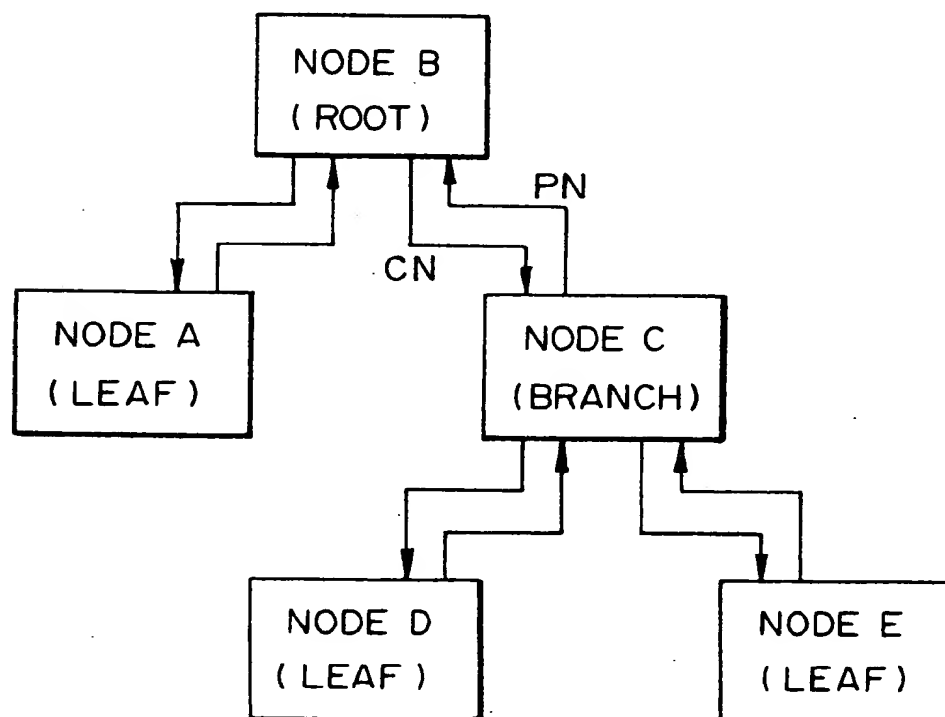 NODE B
(ROOT)
PN
CN
NODE A
(LEAF)
NODE C
(BRANCH)
NODE D
(LEAF)
NODE E
(LEAF)